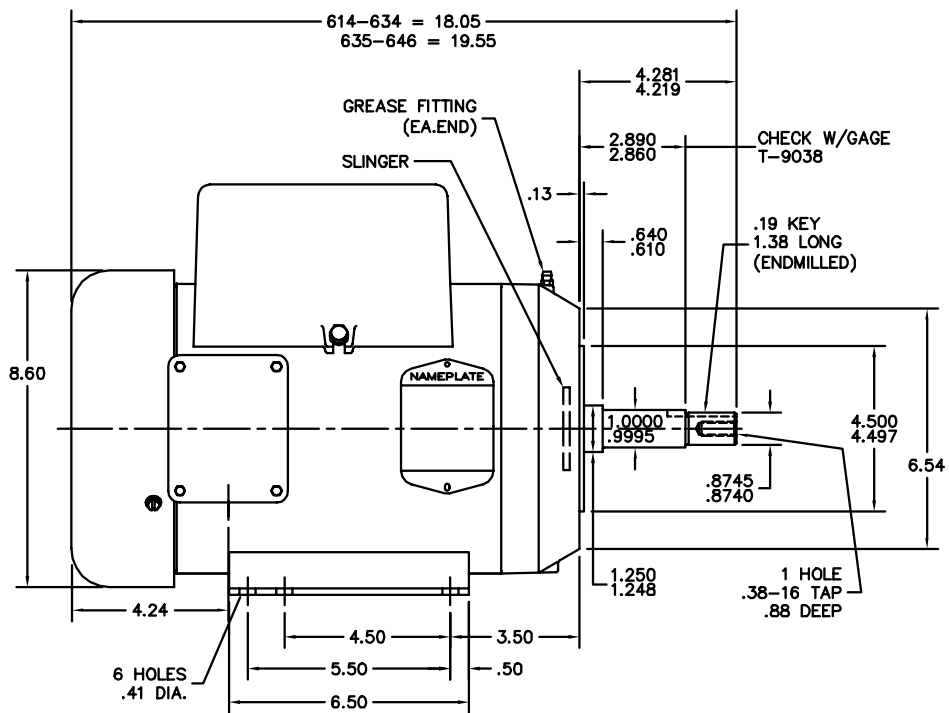 614-634 = 18.05
635-646 = 19.55
4.281
4.219
GREASE FITTING
(EA.END)
2.890
2.860
CHECK W/GAGE
T-9038
SLINGER
.13
.640
.610
.19 KEY
1.38 LONG
(ENDMILLED)
8.60
NAMEPLATE
1.0000
.9995
4.500
4.497
6.54
.8745
.8740
1.250
1.248
1 HOLE
.38-16 TAP
.88 DEEP
4.24
4.50
3.50
5.50
.50
6 HOLES
.41 DIA.
6.50